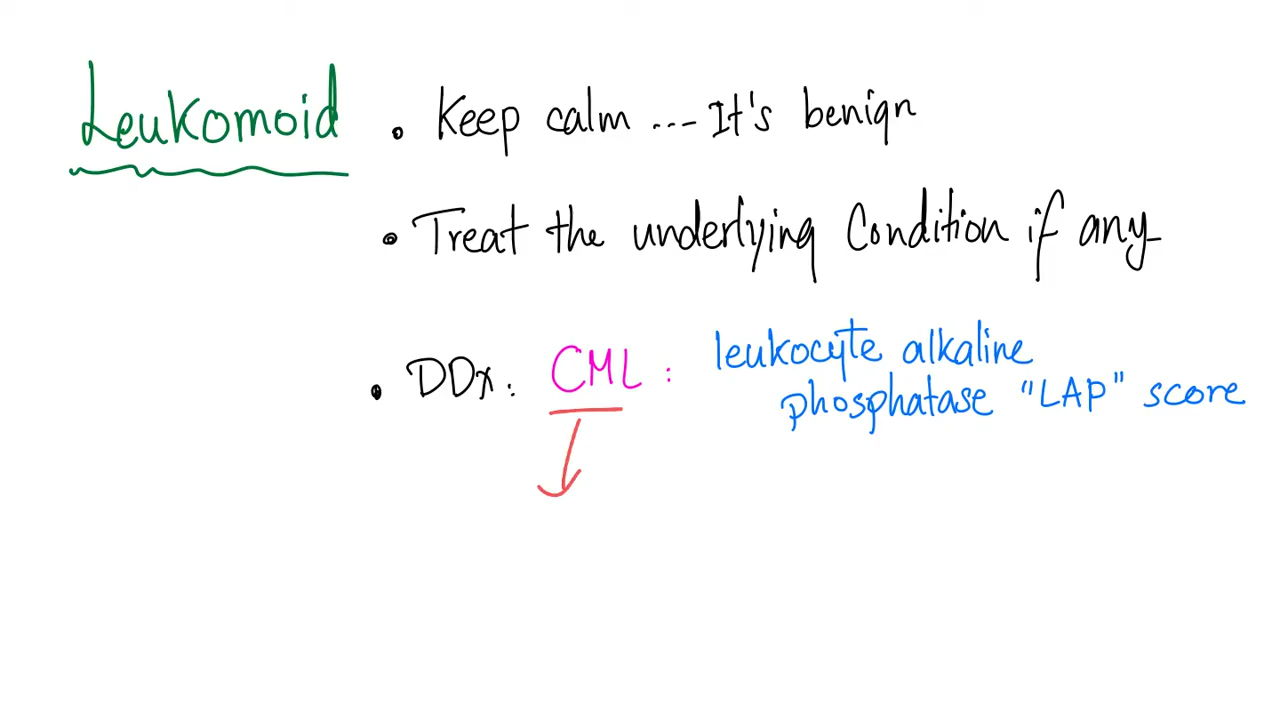 Leukomoid
• Keep calm ... It's benign
• Treat the underlying Condition if any
• DDx: CML: leukocyte alkaline
phosphatase "LAP" score